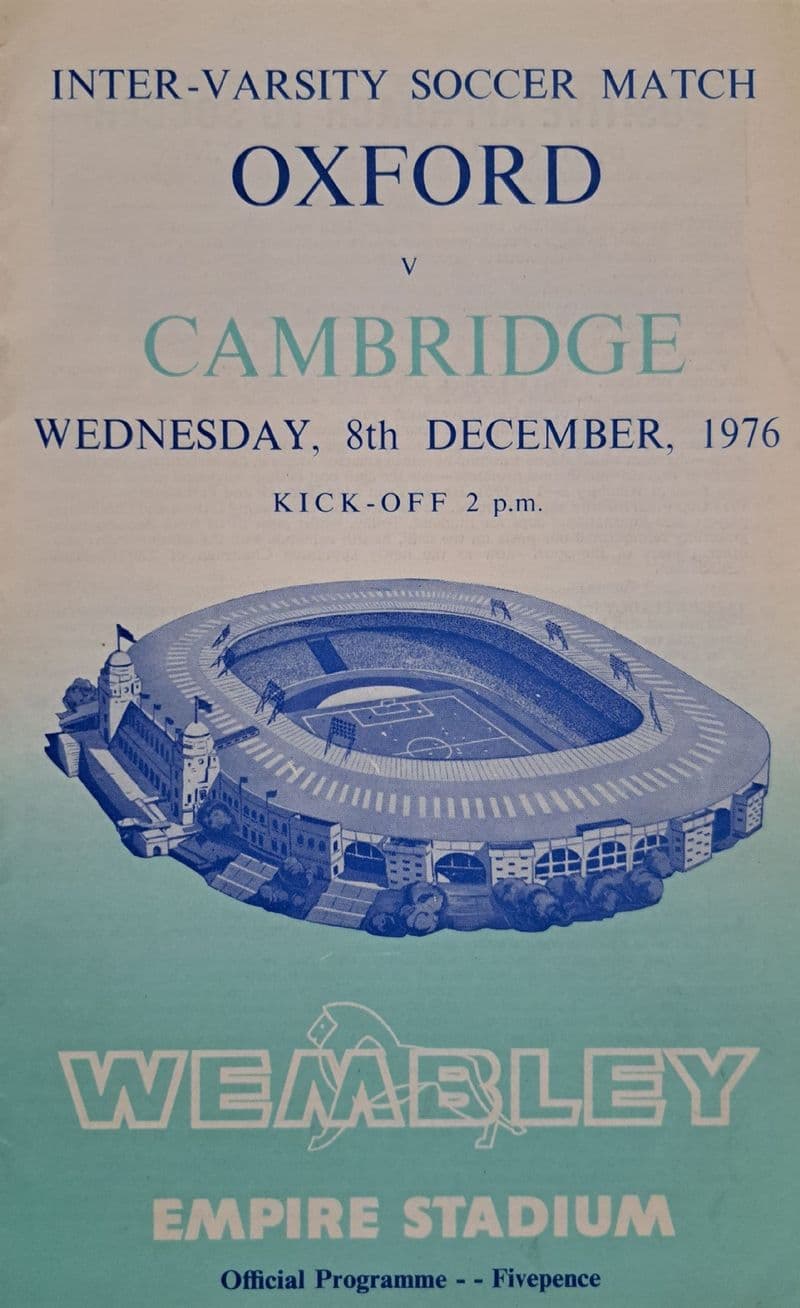 INTER-VARSITY SOCCER MATCH
OXFORD
v
CAMBRIDGE
WEDNESDAY, 8th DECEMBER, 1976
KICK-OFF 2 p.m.
WEMBLEY
EMPIRE STADIUM
Official Programme - - Fivepence